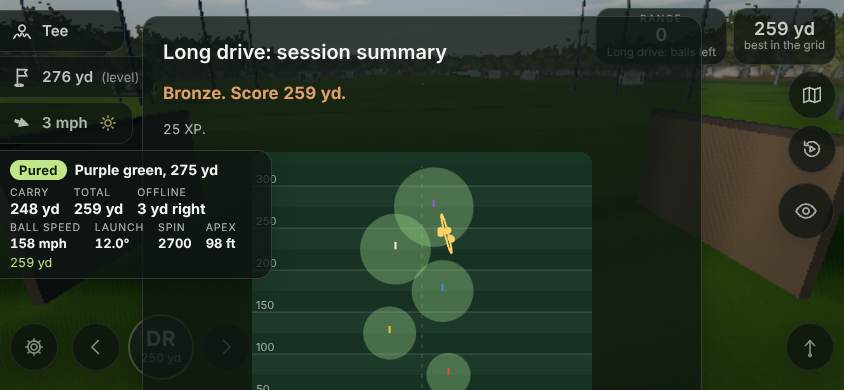 Tee
276 yd (level)
3 mph
Long drive: session summary
Bronze. Score 259 yd.
25 XP.
RANGE
0
Long drive: balls left
259 yd
best in the grid
Pured Purple green, 275 yd
CARRY TOTAL OFFLINE
248 yd 259 yd 3 yd right
BALL SPEED LAUNCH SPIN APEX
158 mph 12.0° 2700 98 ft
259 yd
300
250
200
150
100
50
DR
250 yd